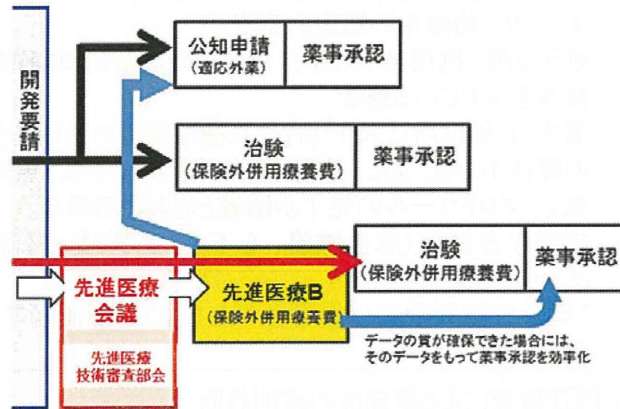 開発要請
公知申請
(適応外薬)
薬事承認
治験
(保険外併用療養費)
薬事承認
治験
(保険外併用療養費)
薬事承認
先進医療
会議
先進医療
技術審査部会
先進医療B
(保険外併用療養費)
データの質が確保できた場合には、
そのデータをもって薬事承認を効率化